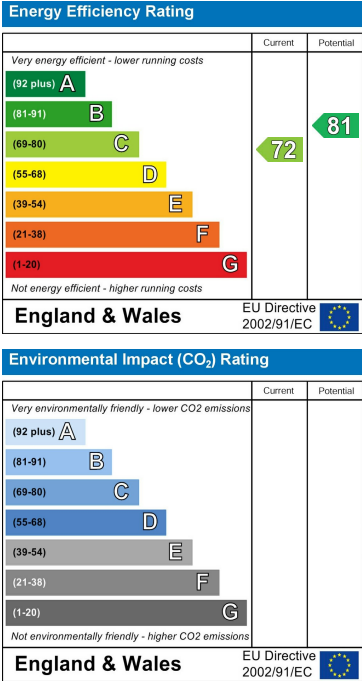 Energy Efficiency Rating
Current Potential
Very energy efficient - lower running costs
(92 plus) A
(81-91) B
81
(69-80) C
72
(55-68) D
(39-54) E
(21-38) F
(1-20) G
Not energy efficient - higher running costs
England & Wales
EU Directive
2002/91/EC
Environmental Impact (CO₂) Rating
Current Potential
Very environmentally friendly - lower CO2 emissions
(92 plus) A
(81-91) B
(69-80) C
(55-68) D
(39-54) E
(21-38) F
(1-20) G
Not environmentally friendly - higher CO2 emissions
England & Wales
EU Directive
2002/91/EC